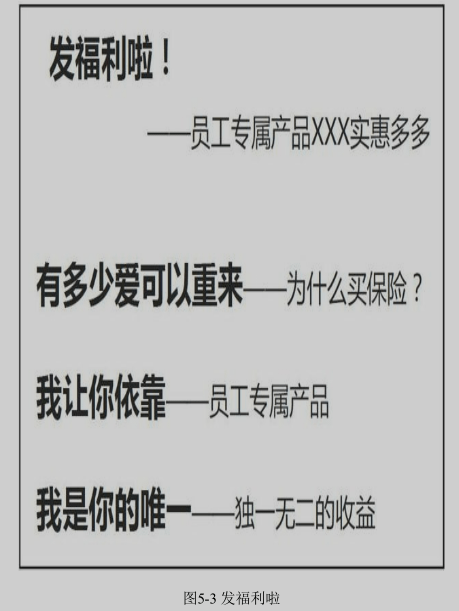 发福利啦！
——员工专属产品XXX实惠多多
有多少爱可以重来——为什么买保险？
我让你依靠——员工专属产品
我是你的唯一——独一无二的收益
图5-3 发福利啦